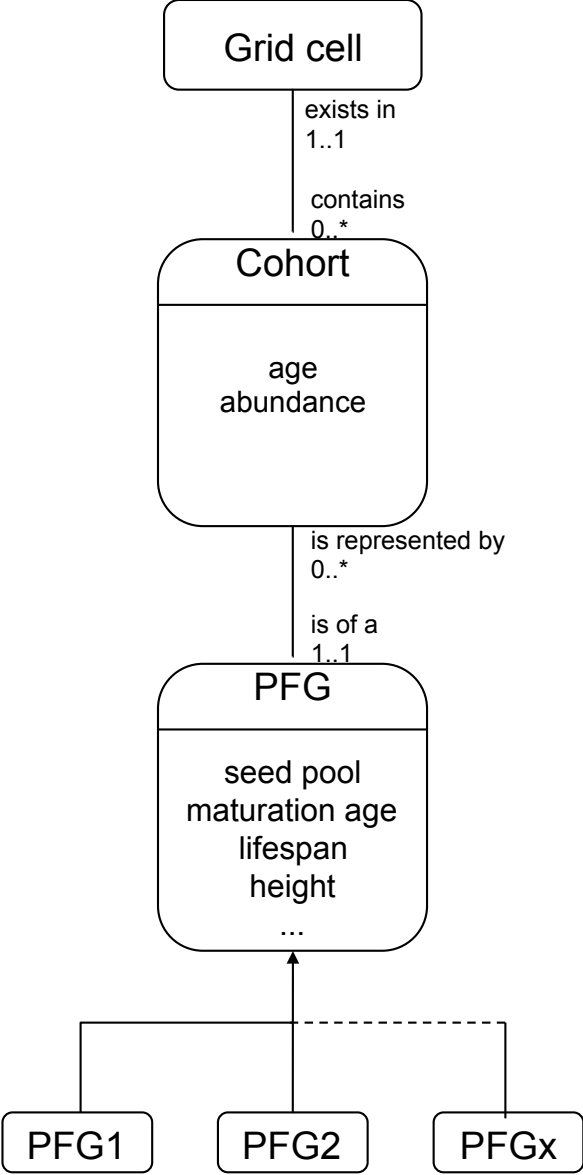 Grid cell
exists in
1..1
contains
0..*
Cohort
age
abundance
is represented by
0..*
is of a
1..1
PFG
seed pool
maturation age
lifespan
height
...
PFG1
PFG2
PFGx